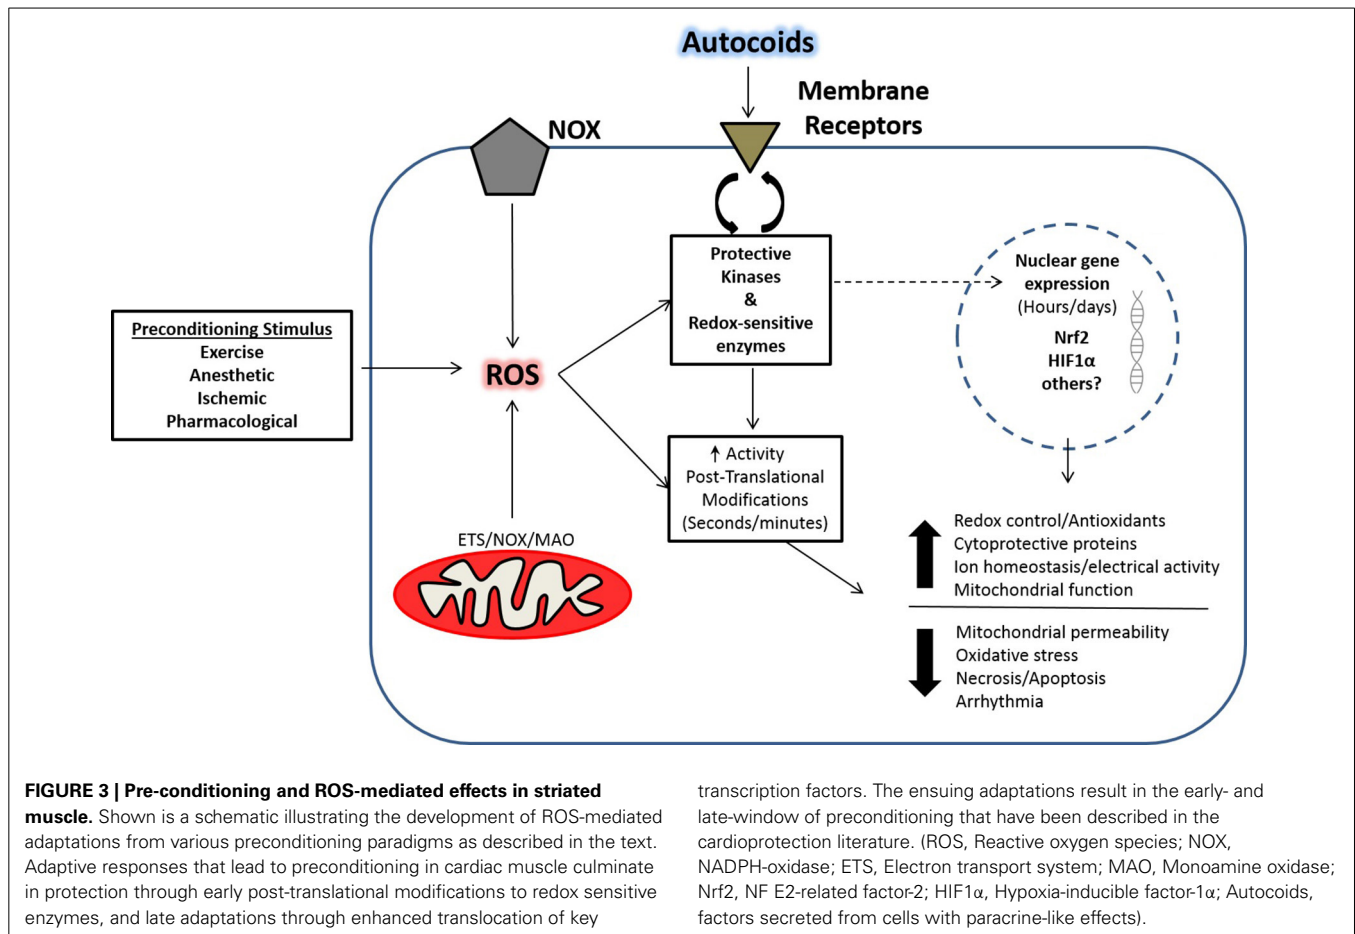 Autocoids
Membrane
Receptors
NOX
Protective
Kinases
&
Redox-sensitive
enzymes
Nuclear gene
expression
(Hours/days)
Nrf2
HIF1α
others?
Preconditioning Stimulus
Exercise
Anesthetic
Ischemic
Pharmacological
ROS
↑ Activity
Post-Translational
Modifications
(Seconds/minutes)
ETS/NOX/MAO
Redox control/Antioxidants
Cytoprotective proteins
Ion homeostasis/electrical activity
Mitochondrial function
Mitochondrial permeability
Oxidative stress
Necrosis/Apoptosis
Arrhythmia
FIGURE 3 | Pre-conditioning and ROS-mediated effects in striated
muscle. Shown is a schematic illustrating the development of ROS-mediated
adaptations from various preconditioning paradigms as described in the text.
Adaptive responses that lead to preconditioning in cardiac muscle culminate
in protection through early post-translational modifications to redox sensitive
enzymes, and late adaptations through enhanced translocation of key
transcription factors. The ensuing adaptations result in the early- and
late-window of preconditioning that have been described in the
cardioprotection literature. (ROS, Reactive oxygen species; NOX,
NADPH-oxidase; ETS, Electron transport system; MAO, Monoamine oxidase;
Nrf2, NF E2-related factor-2; HIF1α, Hypoxia-inducible factor-1α; Autocoids,
factors secreted from cells with paracrine-like effects).